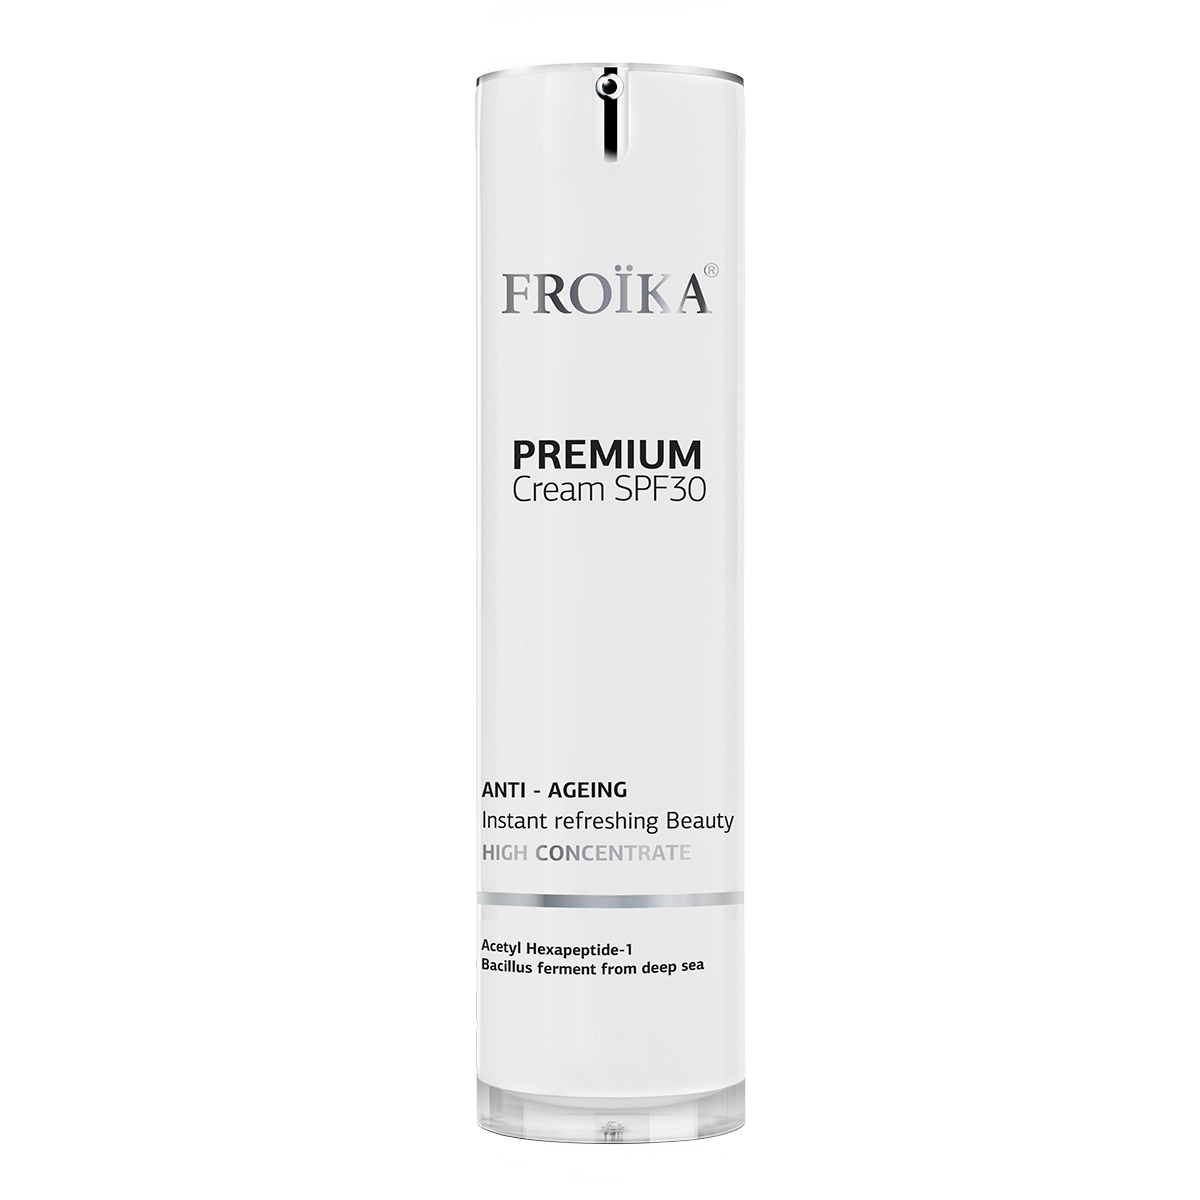 FROÏKA®
PREMIUM
Cream SPF30
ANTI - AGEING
Instant refreshing Beauty
HIGH CONCENTRATE
Acetyl Hexapeptide-1
Bacillus ferment from deep sea